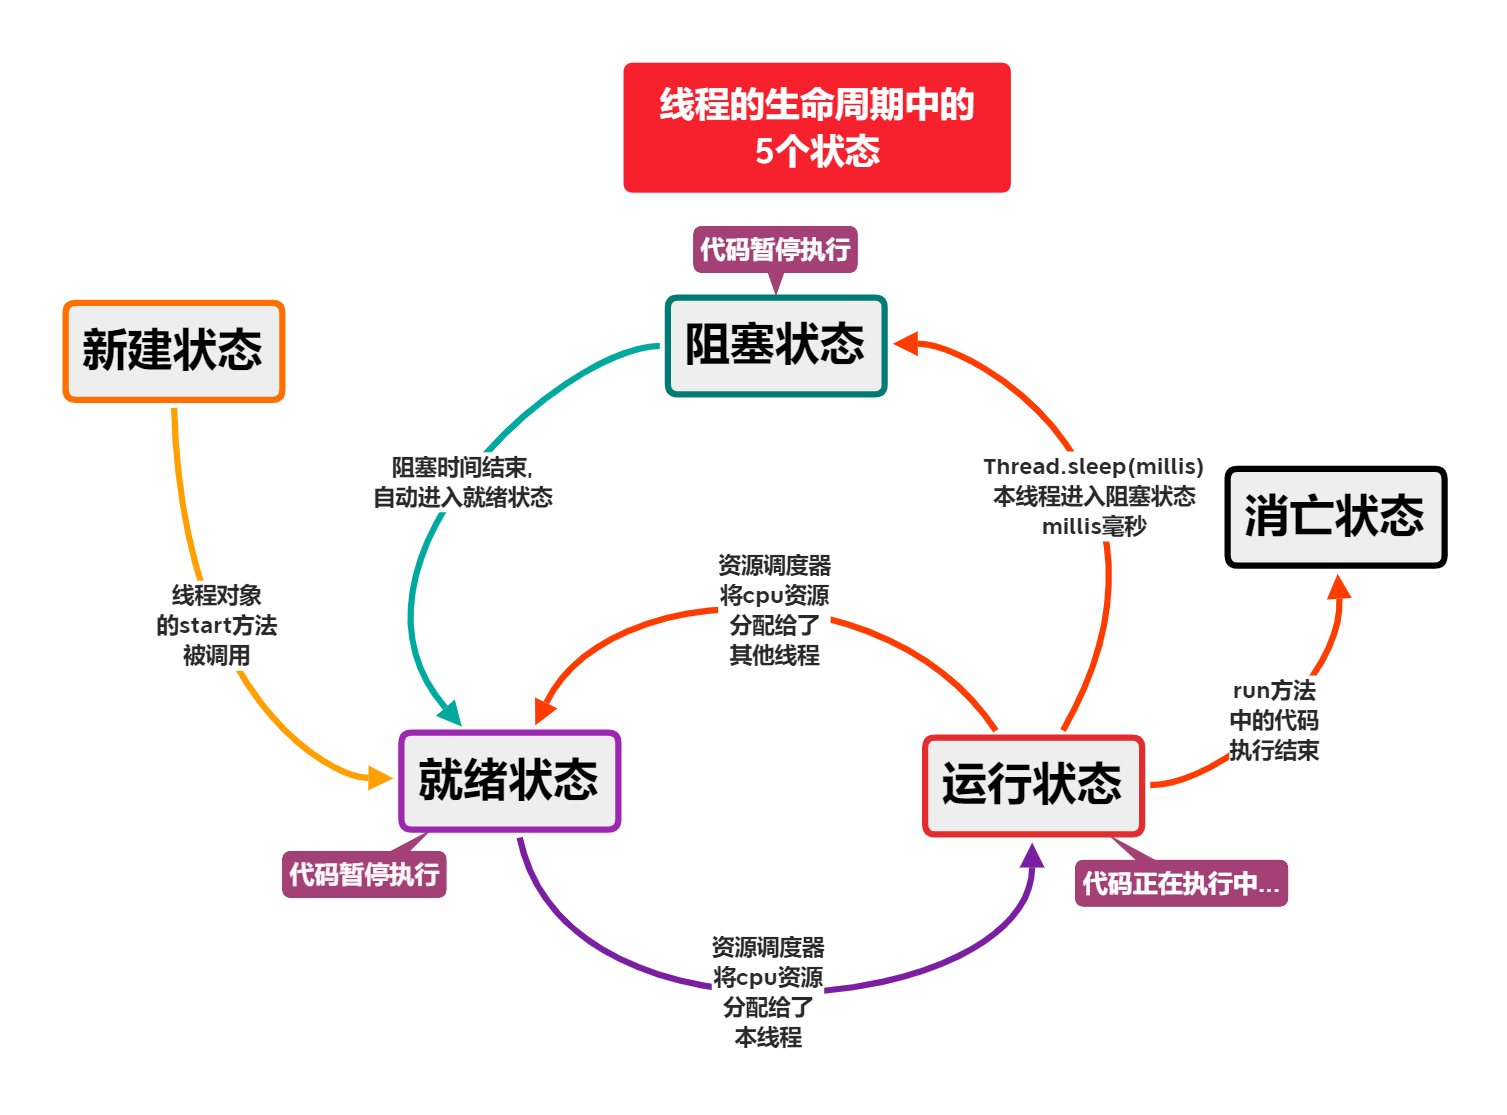 线程的生命周期中的
5个状态
代码暂停执行
新建状态
阻塞状态
阻塞时间结束,
自动进入就绪状态
Thread.sleep(millis)
本线程进入阻塞状态
millis毫秒
消亡状态
线程对象
的start方法
被调用
资源调度器
将cpu资源
分配给了
其他线程
run方法
中的代码
执行结束
就绪状态
运行状态
代码暂停执行
代码正在执行中...
资源调度器
将cpu资源
分配给了
本线程